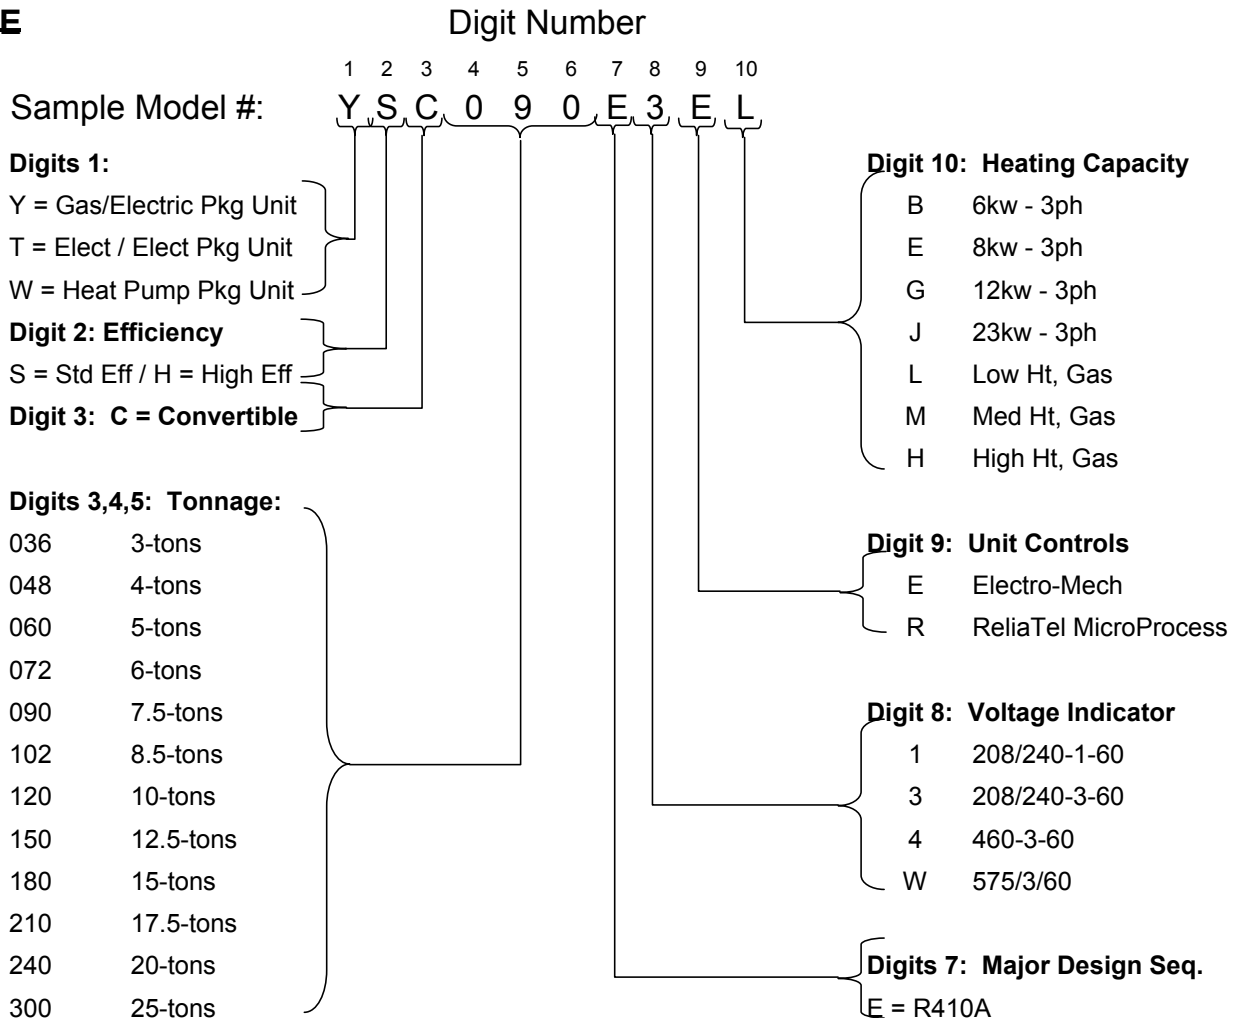 E
Digit Number
1 2 3 4 5 6 7 8 9 10
Sample Model #: Y S C 0 9 0 E 3 E L
Digits 1:
Y = Gas/Electric Pkg Unit
T = Elect / Elect Pkg Unit
W = Heat Pump Pkg Unit
Digit 2: Efficiency
S = Std Eff / H = High Eff
Digit 3: C = Convertible
Digits 3,4,5: Tonnage:
036 3-tons
048 4-tons
060 5-tons
072 6-tons
090 7.5-tons
102 8.5-tons
120 10-tons
150 12.5-tons
180 15-tons
210 17.5-tons
240 20-tons
300 25-tons
Digit 10: Heating Capacity
B 6kw - 3ph
E 8kw - 3ph
G 12kw - 3ph
J 23kw - 3ph
L Low Ht, Gas
M Med Ht, Gas
H High Ht, Gas
Digit 9: Unit Controls
E Electro-Mech
R ReliaTel MicroProcess
Digit 8: Voltage Indicator
1 208/240-1-60
3 208/240-3-60
4 460-3-60
W 575/3/60
Digits 7: Major Design Seq.
E = R410A